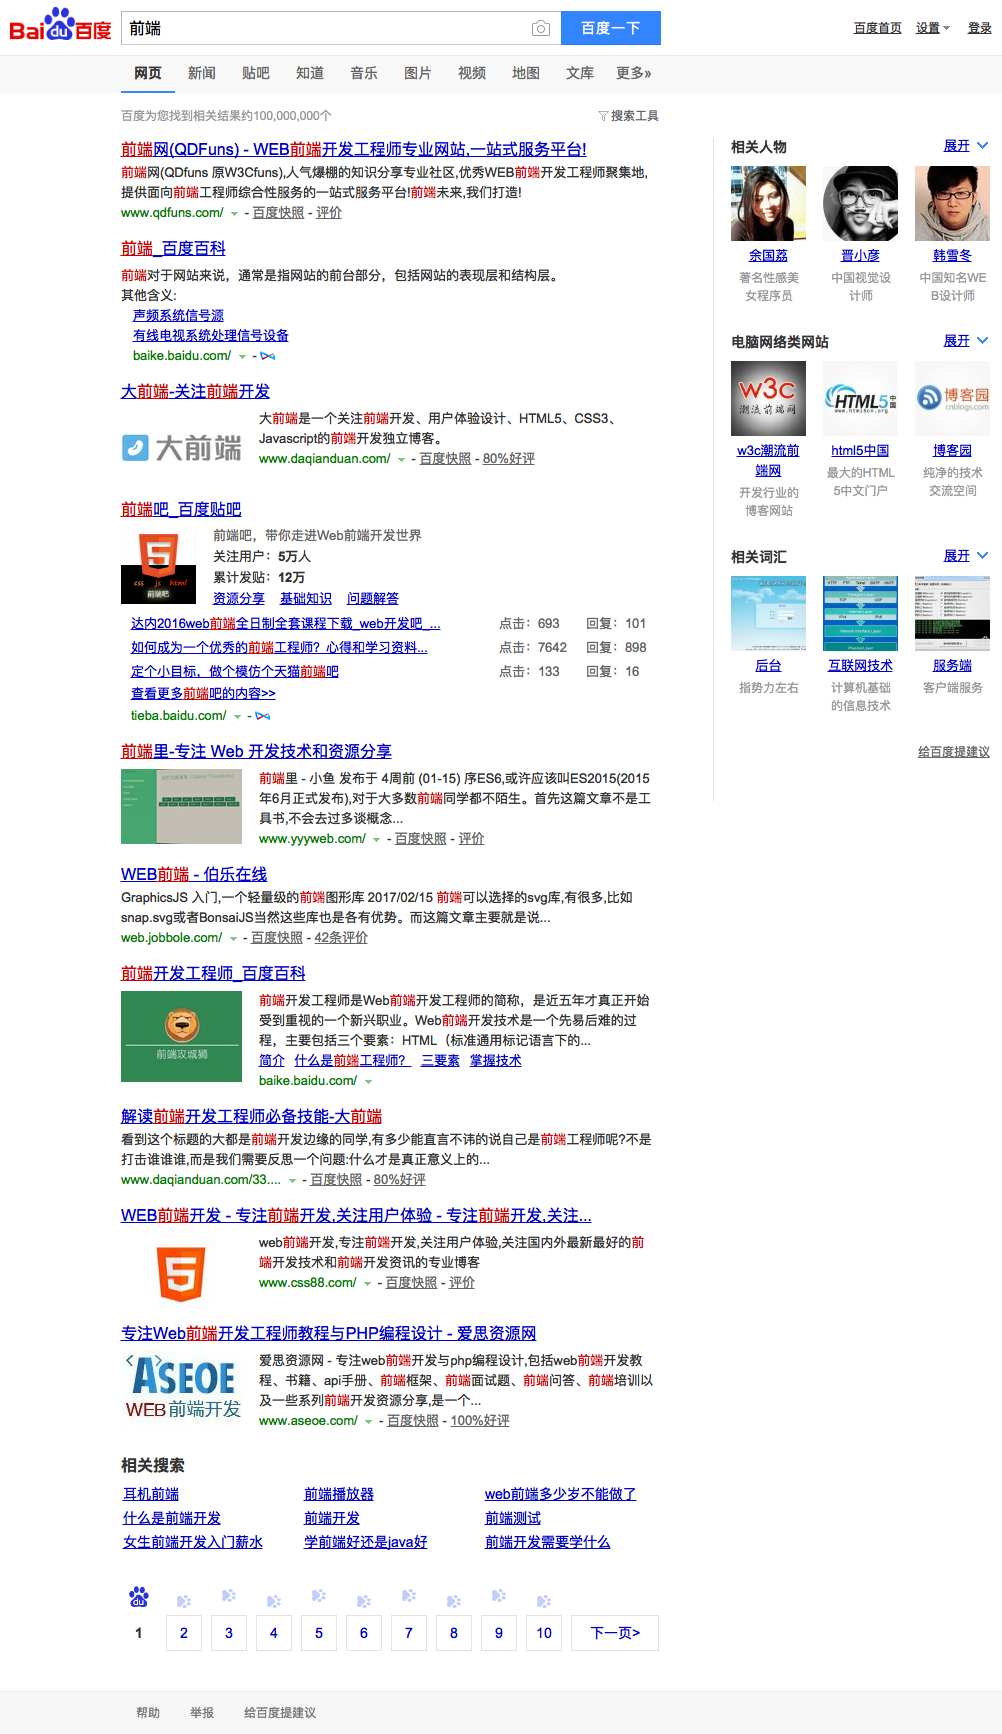 Bai du 百度
前端
百度一下
百度首页 设置 登录
网页 新闻 贴吧 知道 音乐 图片 视频 地图 文库 更多»
百度为您找到相关结果约100,000,000个
搜索工具
前端网(QDFuns) - WEB前端开发工程师专业网站,一站式服务平台!
前端网(QDfuns 原W3Cfuns),人气爆棚的知识分享专业社区,优秀WEB前端开发工程师聚集地,
提供面向前端工程师综合性服务的一站式服务平台!前端未来,我们打造!
www.qdfuns.com/ - 百度快照 - 评价
前端_百度百科
前端对于网站来说，通常是指网站的前台部分，包括网站的表现层和结构层。
其他含义:
声频系统信号源
有线电视系统处理信号设备
baike.baidu.com/ -
大前端-关注前端开发
大前端
大前端是一个关注前端开发、用户体验设计、HTML5、CSS3、
Javascript的前端开发独立博客。
www.daqianduan.com/ - 百度快照 - 80%好评
前端吧_百度贴吧
css js html
前端吧
前端吧，带你走进Web前端开发世界
关注用户：5万人
累计发贴：12万
资源分享 基础知识 问题解答
达内2016web前端全日制全套课程下载_web开发吧_... 点击：693 回复：101
如何成为一个优秀的前端工程师？心得和学习资料... 点击：7642 回复：898
定个小目标，做个模仿个天猫前端吧 点击：133 回复：16
查看更多前端吧的内容>>
tieba.baidu.com/ -
前端里-专注 Web 开发技术和资源分享
前端里 - 小鱼 发布于 4周前 (01-15) 序ES6,或许应该叫ES2015(2015
年6月正式发布),对于大多数前端同学都不陌生。首先这篇文章不是工
具书,不会去过多谈概念...
www.yyyweb.com/ - 百度快照 - 评价
WEB前端 - 伯乐在线
GraphicsJS 入门,一个轻量级的前端图形库 2017/02/15 前端可以选择的svg库,有很多,比如
snap.svg或者BonsaiJS当然这些库也是各有优势。而这篇文章主要就是说...
web.jobbole.com/ - 百度快照 - 42条评价
前端开发工程师_百度百科
前端攻城狮
前端开发工程师是Web前端开发工程师的简称，是近五年才真正开始
受到重视的一个新兴职业。Web前端开发技术是一个先易后难的过
程，主要包括三个要素：HTML（标准通用标记语言下的...
简介 什么是前端工程师？ 三要素 掌握技术
baike.baidu.com/
解读前端开发工程师必备技能-大前端
看到这个标题的大都是前端开发边缘的同学,有多少能直言不讳的说自己是前端工程师呢?不是
打击谁谁谁,而是我们需要反思一个问题:什么才是真正意义上的...
www.daqianduan.com/33.... - 百度快照 - 80%好评
WEB前端开发 - 专注前端开发,关注用户体验 - 专注前端开发,关注...
web前端开发,专注前端开发,关注用户体验,关注国内外最新最好的前
端开发技术和前端开发资讯的专业博客
www.css88.com/ - 百度快照 - 评价
专注Web前端开发工程师教程与PHP编程设计 - 爱思资源网
ASEOE
WEB前端开发
爱思资源网 - 专注web前端开发与php编程设计,包括web前端开发教
程、书籍、api手册、前端框架、前端面试题、前端问答、前端培训以
及一些系列前端开发资源分享,是一个...
www.aseoe.com/ - 百度快照 - 100%好评
相关搜索
耳机前端 前端播放器 web前端多少岁不能做了
什么是前端开发 前端开发 前端测试
女生前端开发入门薪水 学前端好还是java好 前端开发需要学什么
du
1 2 3 4 5 6 7 8 9 10 下一页>
帮助 举报 给百度提建议
相关人物 展开
余国荔 晋小彦 韩雪冬
著名性感美 中国视觉设 中国知名WE
女程序员 计师 B设计师
电脑网络类网站 展开
w3c
潮流前端网
HTML5中国
www.html5cn.org
博客园
cnblogs.com
w3c潮流前 html5中国 博客园
端网
最大的HTML 纯净的技术
5中文门户 交流空间
开发行业的
博客网站
相关词汇 展开
后台 互联网技术 服务端
指势力左右 计算机基础 客户端服务
的信息技术
给百度提建议